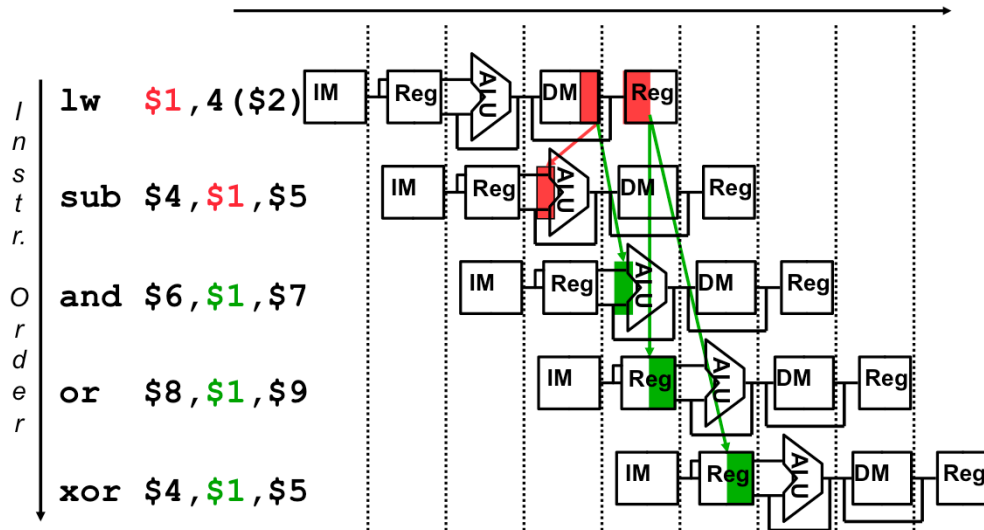 Instr. Order
lw $1,4($2) IM Reg ALU DM Reg
sub $4,$1,$5 IM Reg ALU DM Reg
and $6,$1,$7 IM Reg ALU DM Reg
or $8,$1,$9 IM Reg ALU DM Reg
xor $4,$1,$5 IM Reg ALU DM Reg